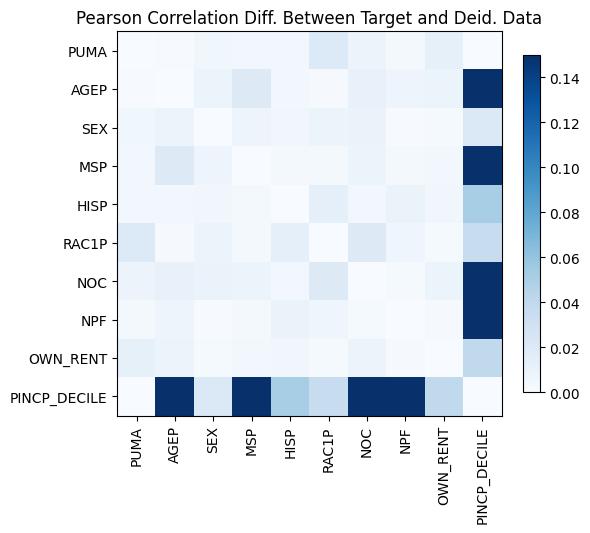 Pearson Correlation Diff. Between Target and Deid. Data
PUMA
AGEP
SEX
MSP
HISP
RAC1P
NOC
NPF
OWN_RENT
PINCP_DECILE
PUMA
AGEP
SEX
MSP
HISP
RAC1P
NOC
NPF
OWN_RENT
PINCP_DECILE
0.14
0.12
0.10
0.08
0.06
0.04
0.02
0.00